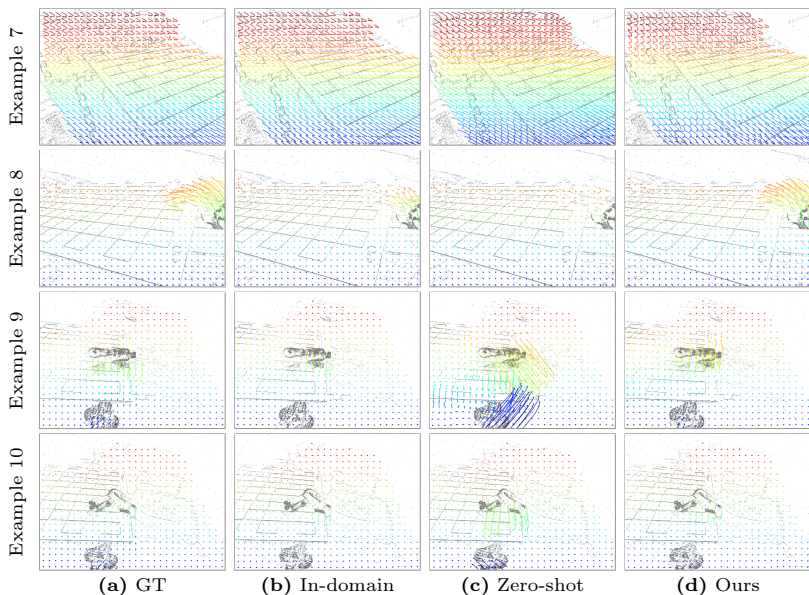 Example 7
Example 8
Example 9
Example 10
(a) GT
(b) In-domain
(c) Zero-shot
(d) Ours